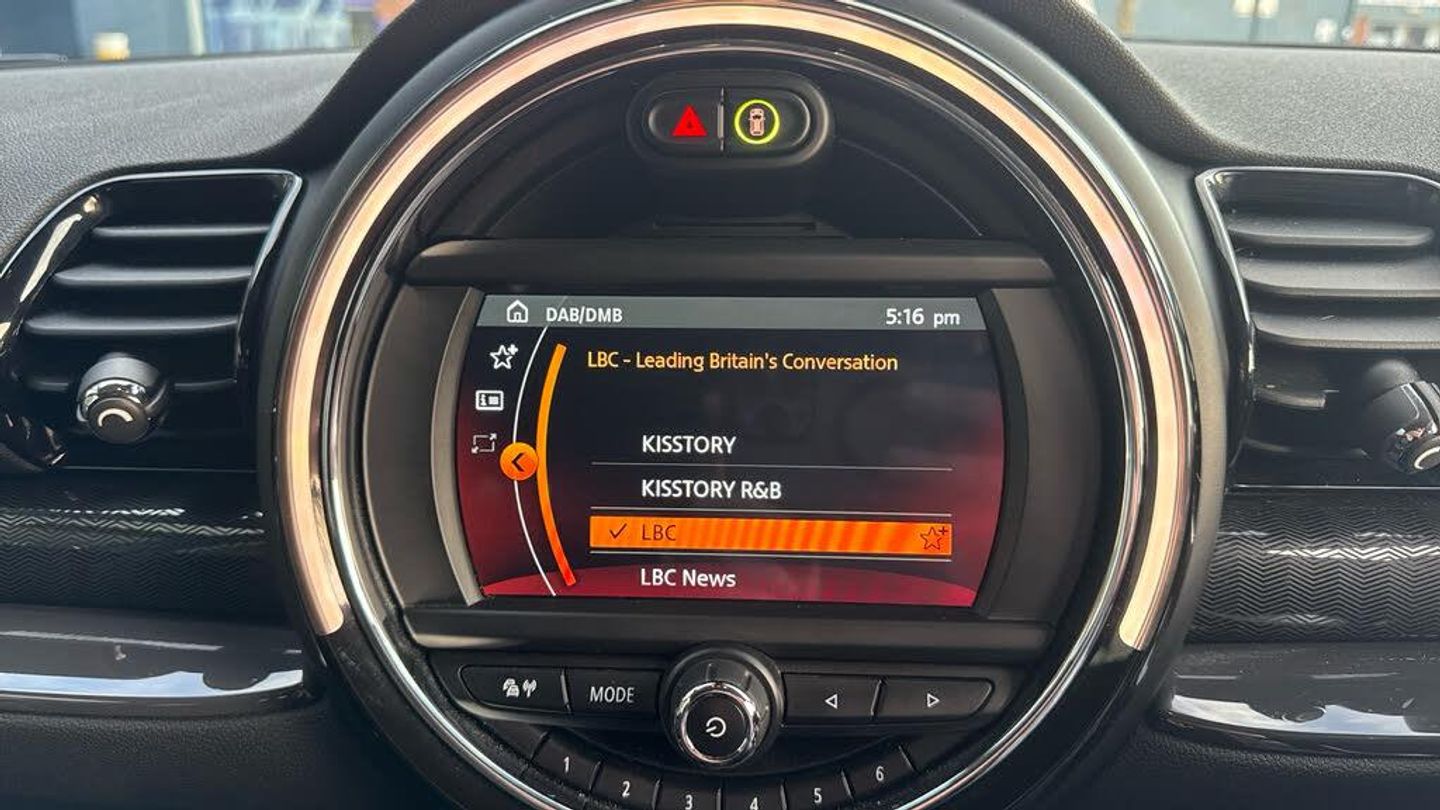 DAB/DMB 5:16 pm
LBC - Leading Britain's Conversation
KISSTORY
KISSTORY R&B
LBC
LBC News
MODE
1 2 3 4 5 6